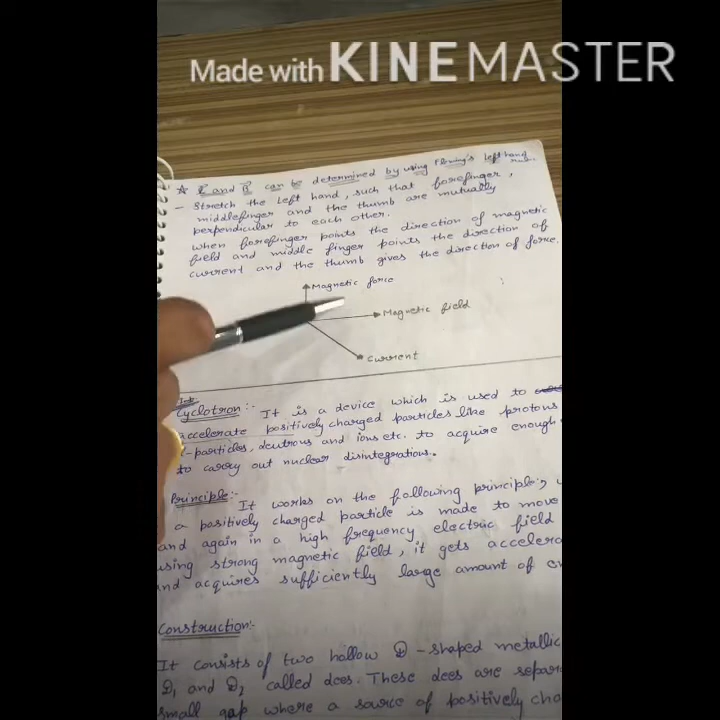 Made with KINEMASTER
and B can be determined by using Fleming's left hand rule.
- Stretch the Left hand, such that forefinger,
middlefinger and the thumb are mutually
perpendicular to each other.
When forefinger points the direction of magnetic
field and middle finger points the direction of
current and the thumb gives the direction of force.
Magnetic force
Magnetic field
Current
Cyclotron:- It is a device which is used to
accelerate positively charged particles like protons
-particles, deutrons and ions etc. to acquire enough
to carry out nuclear disintegrations.
Principle:- It works on the following principle;
a positively charged particle is made to move
and again in a high frequency electric field
using strong magnetic field, it gets accelera
and acquires sufficiently large amount of en
Construction:-
It consists of two hollow D-shaped metallic
D1 and D2 called dees. These dees are separ
small gap where a source of positively cha